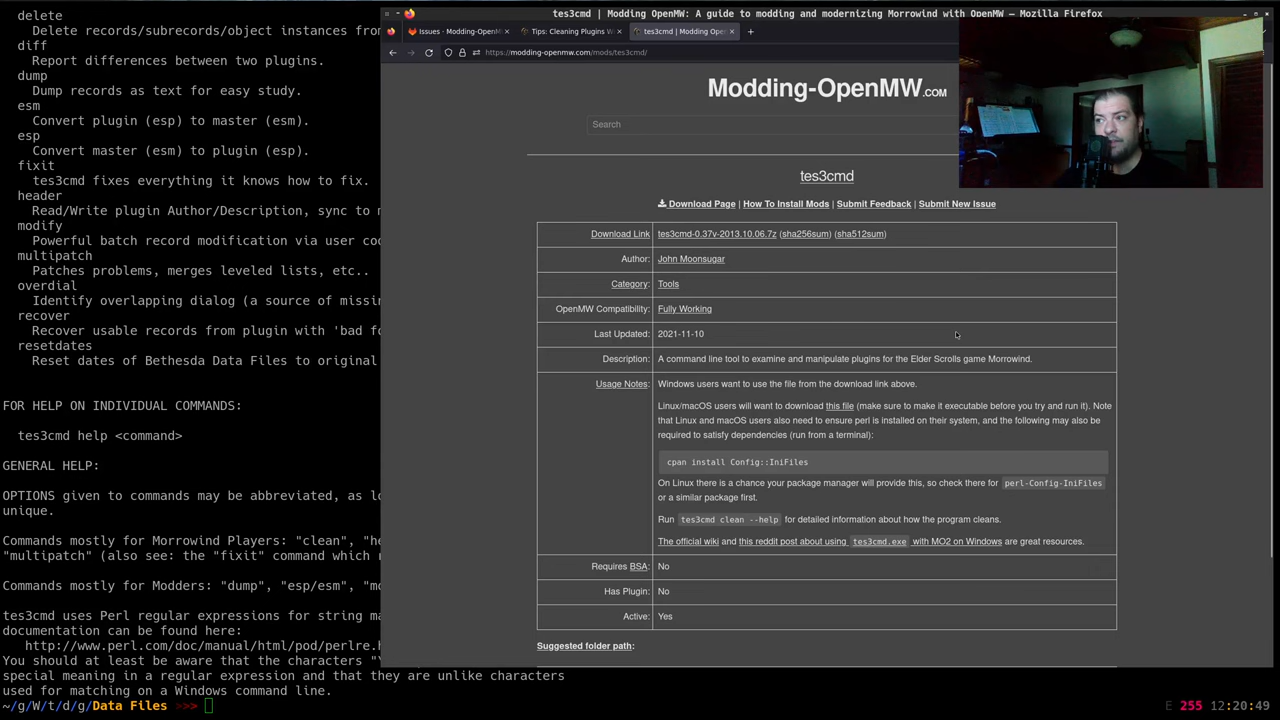 delete
Delete records/subrecords/object instances from
diff
Report differences between two plugins.
dump
Dump records as text for easy study.
esm
Convert plugin (esp) to master (esm).
esp
Convert master (esm) to plugin (esp).
fixit
tes3cmd fixes everything it knows how to fix.
header
Read/Write plugin Author/Description, sync to
modify
Powerful batch record modification via user
multipatch
Patches problems, merges leveled lists, etc..
overdial
Identify overlapping dialog (a source of
recover
Recover usable records from plugin with 'bad
resetdates
Reset dates of Bethesda Data Files to original
FOR HELP ON INDIVIDUAL COMMANDS:
tes3cmd help <command>
GENERAL HELP:
OPTIONS given to commands may be abbreviated, as
unique.
Commands mostly for Morrowind Players: "clean",
"multipatch" (also see: the "fixit" command which
Commands mostly for Modders: "dump", "esp/esm",
tes3cmd uses Perl regular expressions for string
documentation can be found here:
http://www.perl.com/doc/manual/html/pod/perlre.
You should at least be aware that the characters
special meaning in a regular expression and that they are unlike characters
used for matching on a Windows command line.
~/g/W/t/d/g/Data Files >>>
E 255 12:20:49
tes3cmd | Modding OpenMW: A guide to modding and modernizing Morrowind with OpenMW — Mozilla Firefox
Issues · Modding-OpenM
Tips: Cleaning Plugins W
tes3cmd | Modding Ope
https://modding-openmw.com/mods/tes3cmd/
Modding-OpenMW.COM
Search
tes3cmd
Download Page | How To Install Mods | Submit Feedback | Submit New Issue
Download Link tes3cmd-0.37v-2013.10.06.7z (sha256sum) (sha512sum)
Author: John Moonsugar
Category: Tools
OpenMW Compatibility: Fully Working
Last Updated: 2021-11-10
Description: A command line tool to examine and manipulate plugins for the Elder Scrolls game Morrowind.
Usage Notes: Windows users want to use the file from the download link above.
Linux/macOS users will want to download this file (make sure to make it executable before you try and run it). Note
that Linux and macOS users also need to ensure perl is installed on their system, and the following may also be
required to satisfy dependencies (run from a terminal):
cpan install Config::IniFiles
On Linux there is a chance your package manager will provide this, so check there for perl-Config-IniFiles
or a similar package first.
Run tes3cmd clean --help for detailed information about how the program cleans.
The official wiki and this reddit post about using tes3cmd.exe with MO2 on Windows are great resources.
Requires BSA: No
Has Plugin: No
Active: Yes
Suggested folder path: